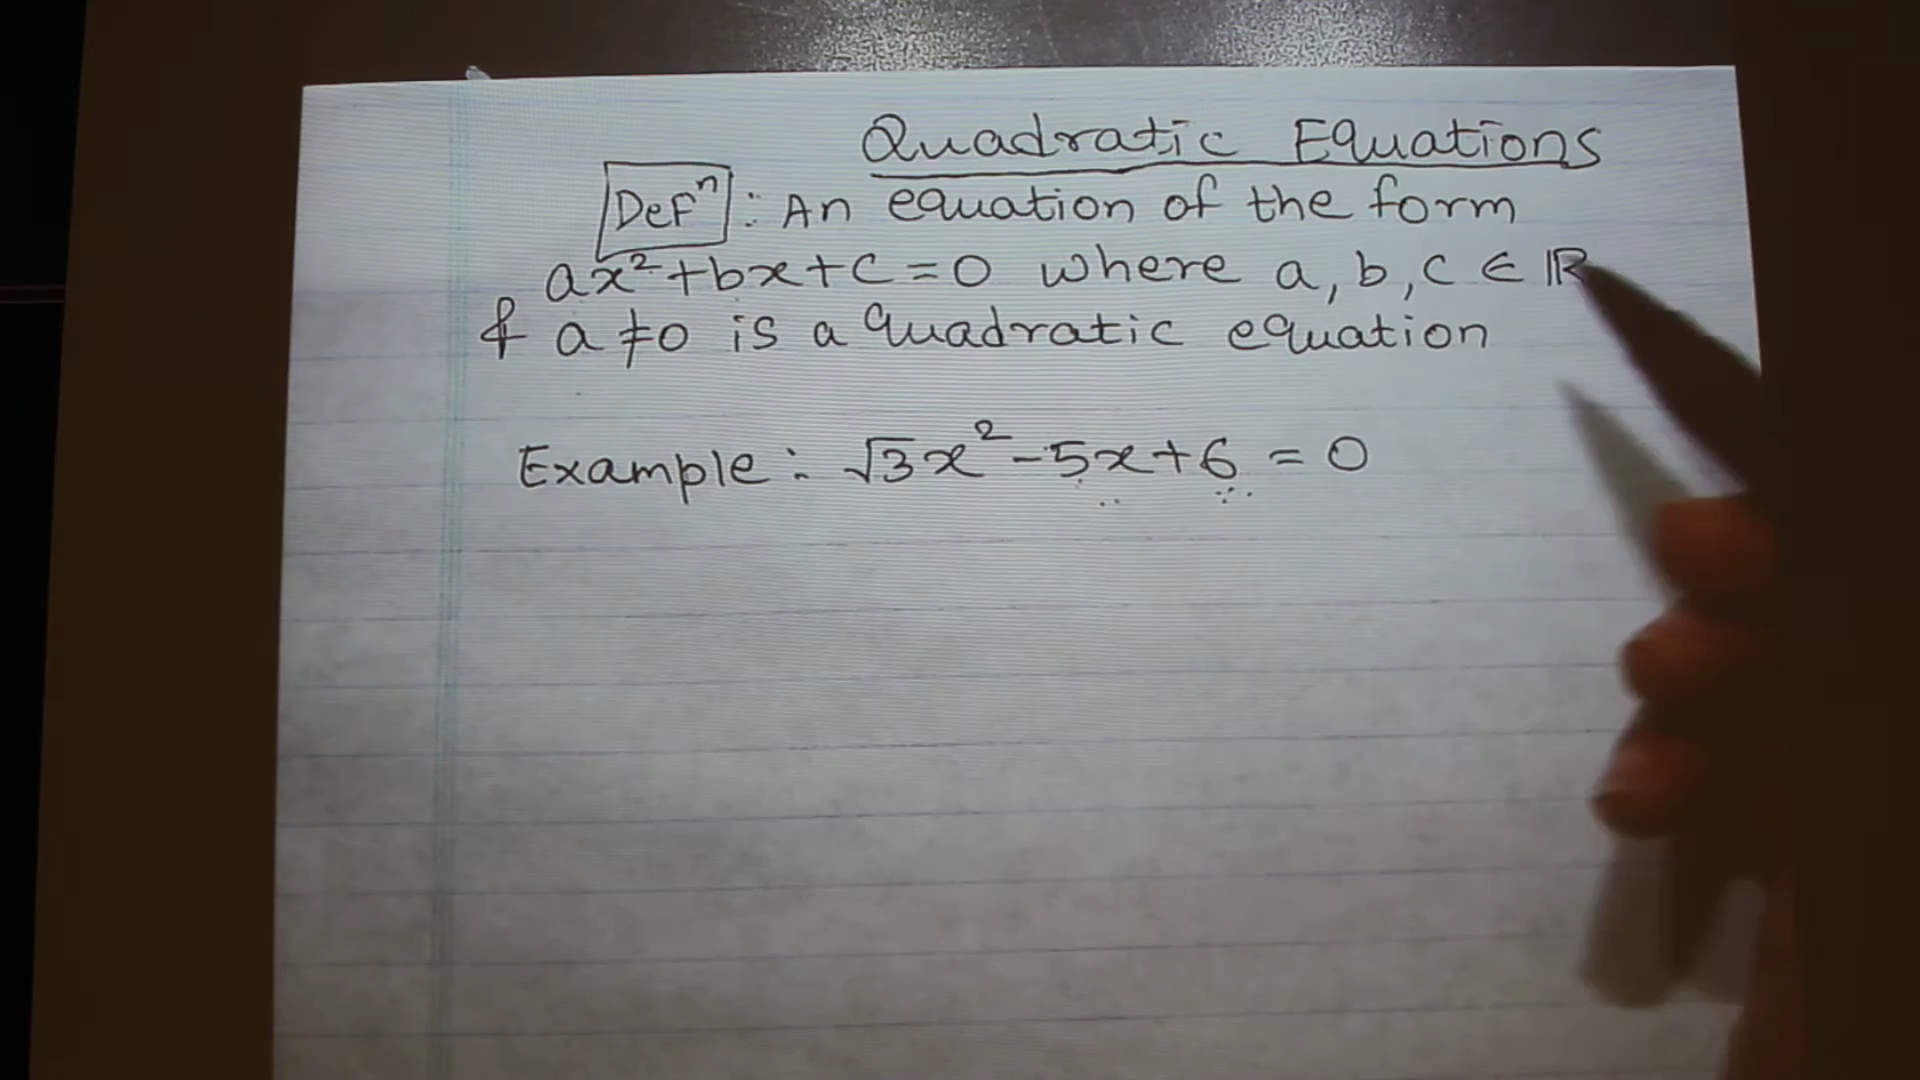 Quadratic Equations
Defⁿ : An equation of the form
ax² + bx + c = 0 where a, b, c ∈ ℝ
& a ≠ 0 is a quadratic equation
Example : √3x² - 5x + 6 = 0